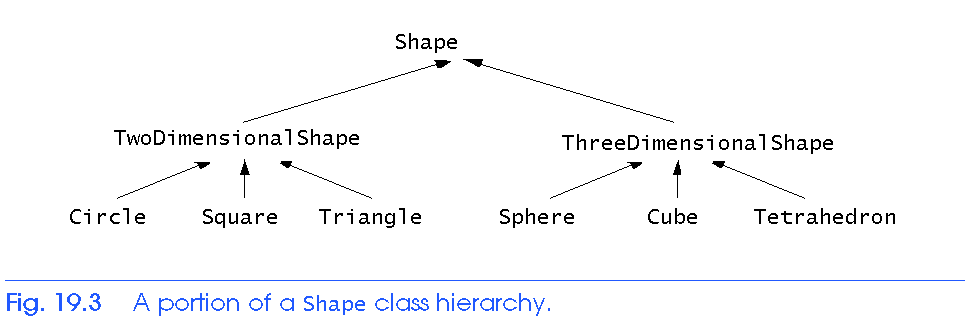 Shape
TwoDimensionalShape
ThreeDimensionalShape
Circle Square Triangle Sphere Cube Tetrahedron
Fig. 19.3 A portion of a Shape class hierarchy.